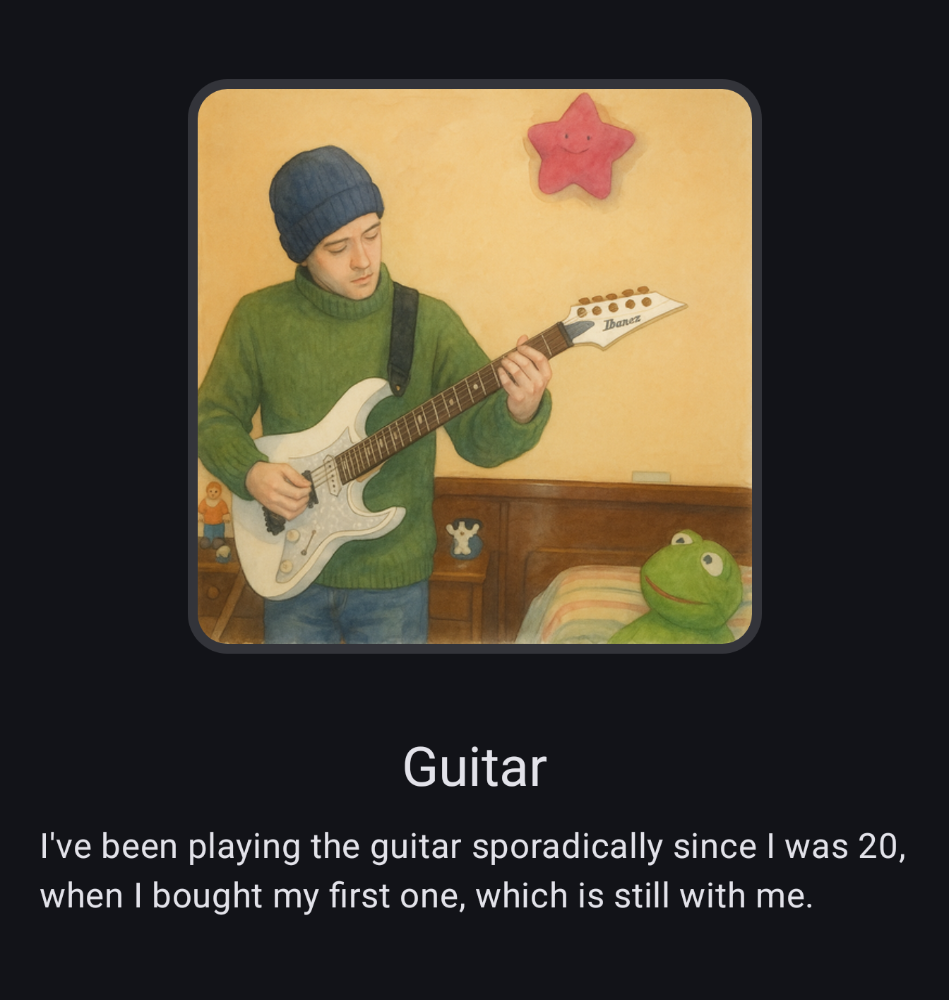 Ibanez
Guitar
I've been playing the guitar sporadically since I was 20,
when I bought my first one, which is still with me.